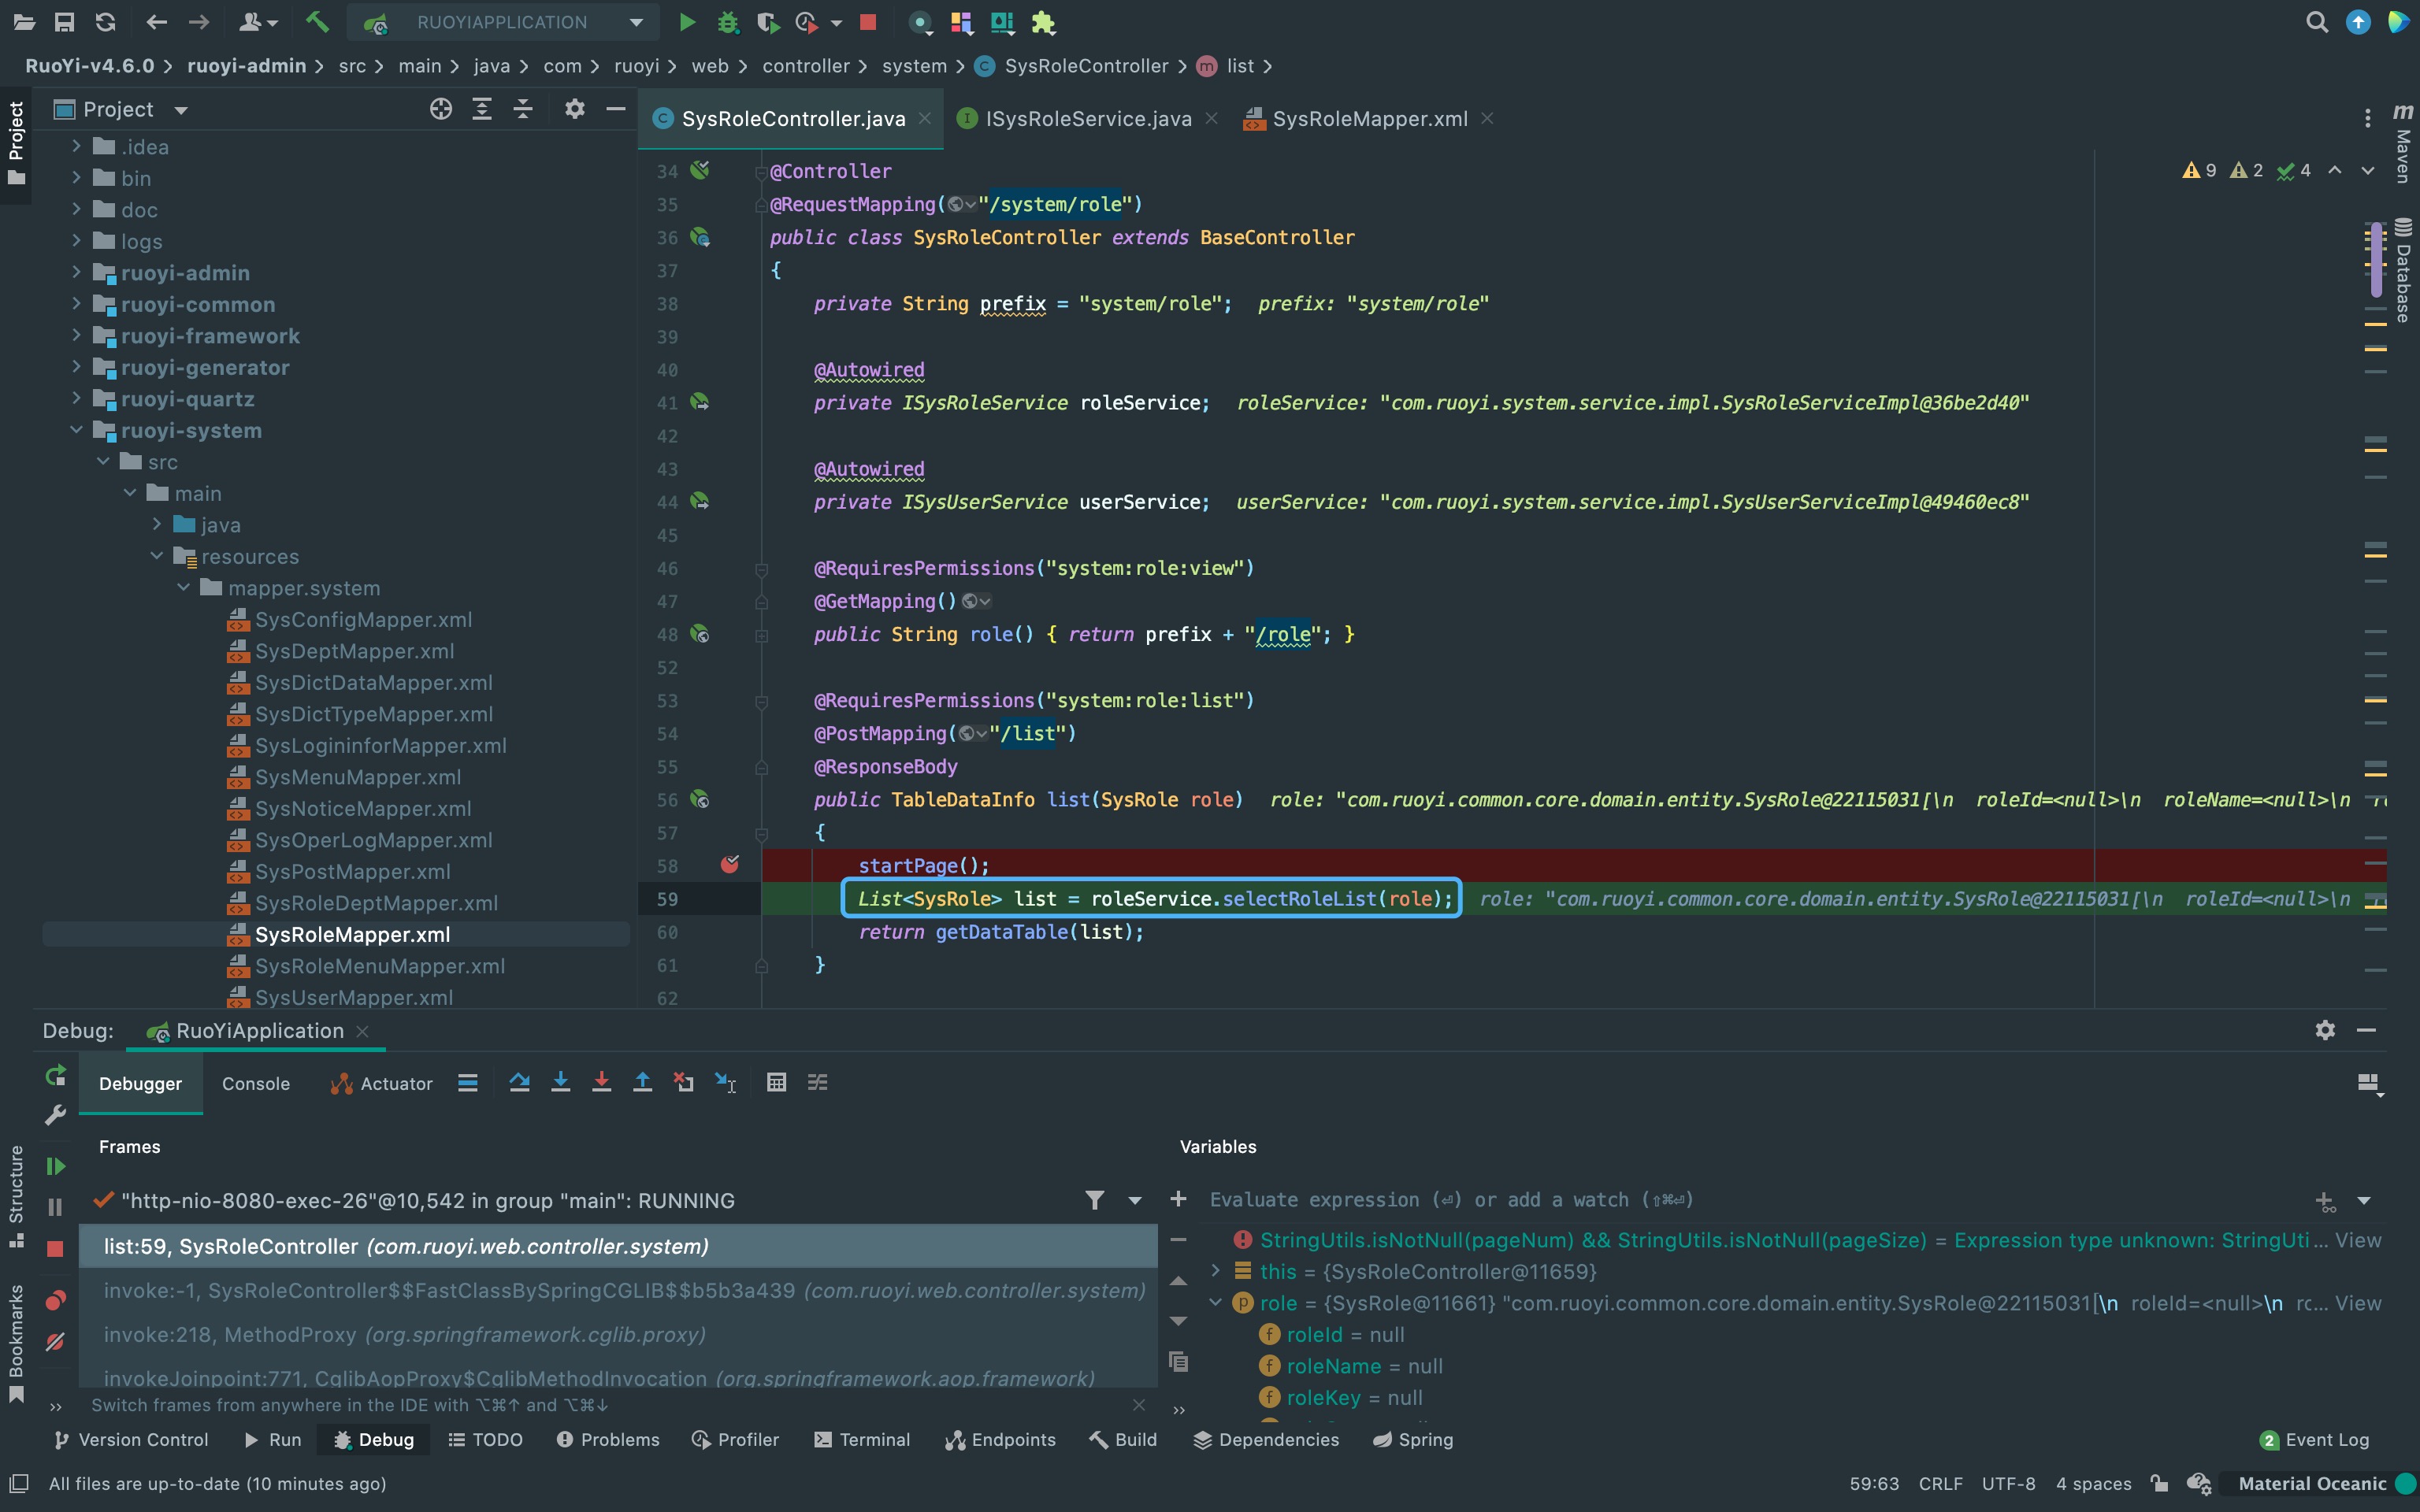 RUOYIAPPLICATION
RuoYi-v4.6.0 > ruoyi-admin > src > main > java > com > ruoyi > web > controller > system > SysRoleController > list >
Project
SysRoleController.java
ISysRoleService.java
SysRoleMapper.xml
Project
Maven
Database
Structure
Bookmarks
.idea
bin
doc
logs
ruoyi-admin
ruoyi-common
ruoyi-framework
ruoyi-generator
ruoyi-quartz
ruoyi-system
src
main
java
resources
mapper.system
SysConfigMapper.xml
SysDeptMapper.xml
SysDictDataMapper.xml
SysDictTypeMapper.xml
SysLogininforMapper.xml
SysMenuMapper.xml
SysNoticeMapper.xml
SysOperLogMapper.xml
SysPostMapper.xml
SysRoleDeptMapper.xml
SysRoleMapper.xml
SysRoleMenuMapper.xml
SysUserMapper.xml
9 2 4
34 @Controller
35 @RequestMapping("/system/role")
36 public class SysRoleController extends BaseController
37 {
38 private String prefix = "system/role"; prefix: "system/role"
39
40 @Autowired
41 private ISysRoleService roleService; roleService: "com.ruoyi.system.service.impl.SysRoleServiceImpl@36be2d40"
42
43 @Autowired
44 private ISysUserService userService; userService: "com.ruoyi.system.service.impl.SysUserServiceImpl@49460ec8"
45
46 @RequiresPermissions("system:role:view")
47 @GetMapping()
48 public String role() { return prefix + "/role"; }
52
53 @RequiresPermissions("system:role:list")
54 @PostMapping("/list")
55 @ResponseBody
56 public TableDataInfo list(SysRole role) role: "com.ruoyi.common.core.domain.entity.SysRole@22115031[\n roleId=<null>\n roleName=<null>\n
57 {
58 startPage();
59 List<SysRole> list = roleService.selectRoleList(role); role: "com.ruoyi.common.core.domain.entity.SysRole@22115031[\n roleId=<null>\n
60 return getDataTable(list);
61 }
62
Debug: RuoYiApplication
Debugger Console Actuator
Frames
"http-nio-8080-exec-26"@10,542 in group "main": RUNNING
list:59, SysRoleController (com.ruoyi.web.controller.system)
invoke:-1, SysRoleController$$FastClassBySpringCGLIB$$b5b3a439 (com.ruoyi.web.controller.system)
invoke:218, MethodProxy (org.springframework.cglib.proxy)
invokeJoinpoint:771, CglibAopProxy$CglibMethodInvocation (org.springframework.aop.framework)
Switch frames from anywhere in the IDE with ⌥⌘↑ and ⌥⌘↓
Variables
Evaluate expression (⏎) or add a watch (⇧⌘⏎)
StringUtils.isNotNull(pageNum) && StringUtils.isNotNull(pageSize) = Expression type unknown: StringUti... View
this = {SysRoleController@11659}
role = {SysRole@11661} "com.ruoyi.common.core.domain.entity.SysRole@22115031[\n roleId=<null>\n rc... View
roleId = null
roleName = null
roleKey = null
Version Control Run Debug TODO Problems Profiler Terminal Endpoints Build Dependencies Spring 2 Event Log
All files are up-to-date (10 minutes ago) 59:63 CRLF UTF-8 4 spaces Material Oceanic